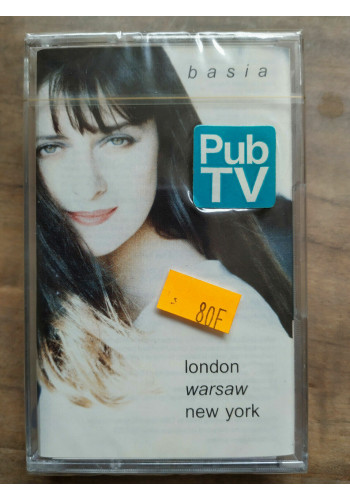 basia
Pub
TV
80F
london
warsaw
new york